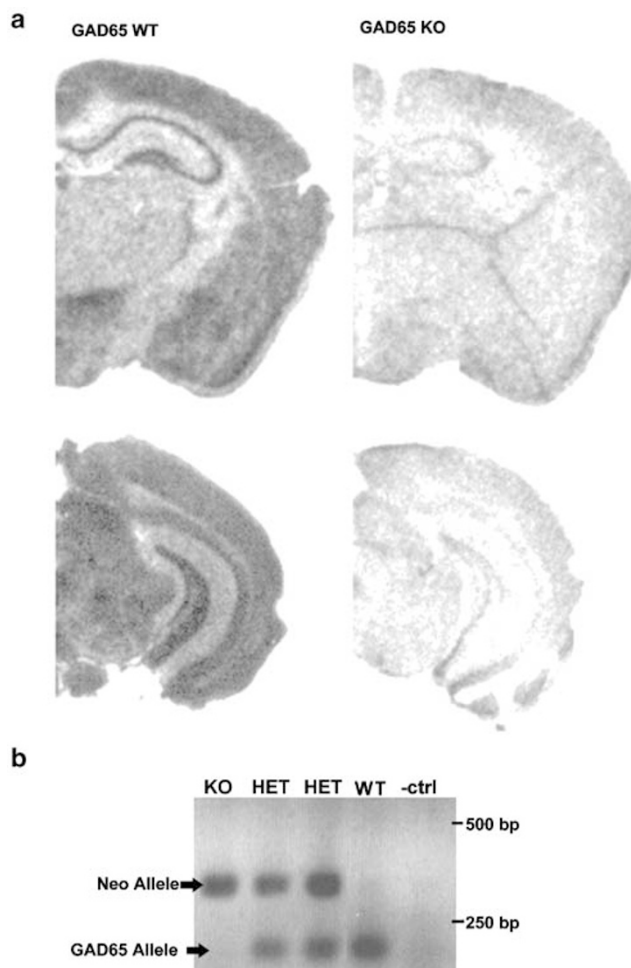 a
GAD65 WT GAD65 KO
b
KO HET HET WT -ctrl
500 bp
Neo Allele
250 bp
GAD65 Allele